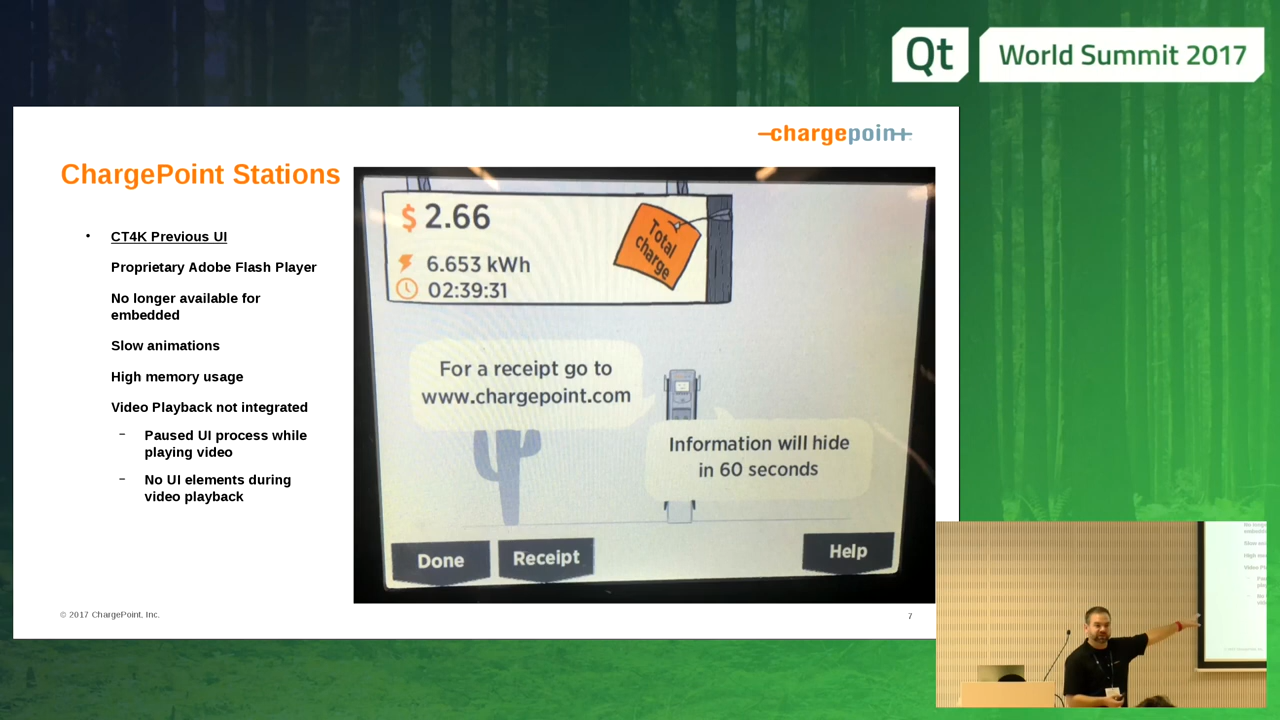 Qt World Summit 2017
chargepoint
ChargePoint Stations
• CT4K Previous UI
Proprietary Adobe Flash Player
No longer available for
embedded
Slow animations
High memory usage
Video Playback not integrated
– Paused UI process while
playing video
– No UI elements during
video playback
$ 2.66
6.653 kWh
02:39:31
Total
charge
For a receipt go to
www.chargepoint.com
Information will hide
in 60 seconds
Done
Receipt
Help
© 2017 ChargePoint, Inc.
7